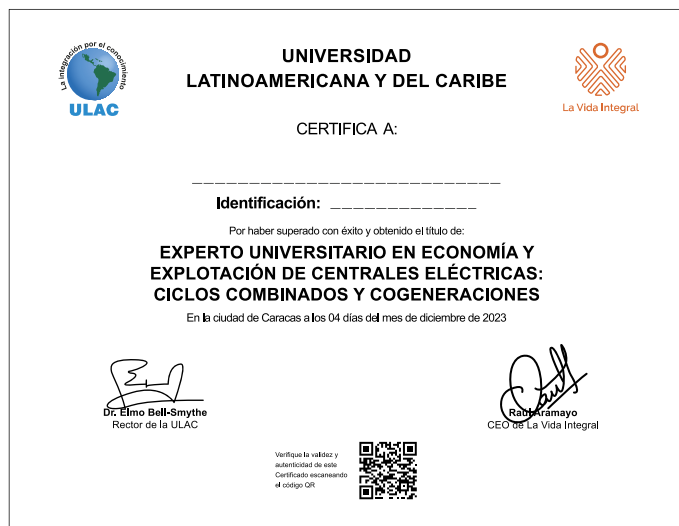 La integración por el conocimiento
ULAC
UNIVERSIDAD
LATINOAMERICANA Y DEL CARIBE
La Vida Integral
CERTIFICA A:
____________________________
Identificación: _____________
Por haber superado con éxito y obtenido el título de:
EXPERTO UNIVERSITARIO EN ECONOMÍA Y
EXPLOTACIÓN DE CENTRALES ELÉCTRICAS:
CICLOS COMBINADOS Y COGENERACIONES
En la ciudad de Caracas a los 04 días del mes de diciembre de 2023
Dr. Elmo Bell-Smythe
Rector de la ULAC
Raúl Aramayo
CEO de La Vida Integral
Verifique la validez y
autenticidad de este
Certificado escaneando
el código QR